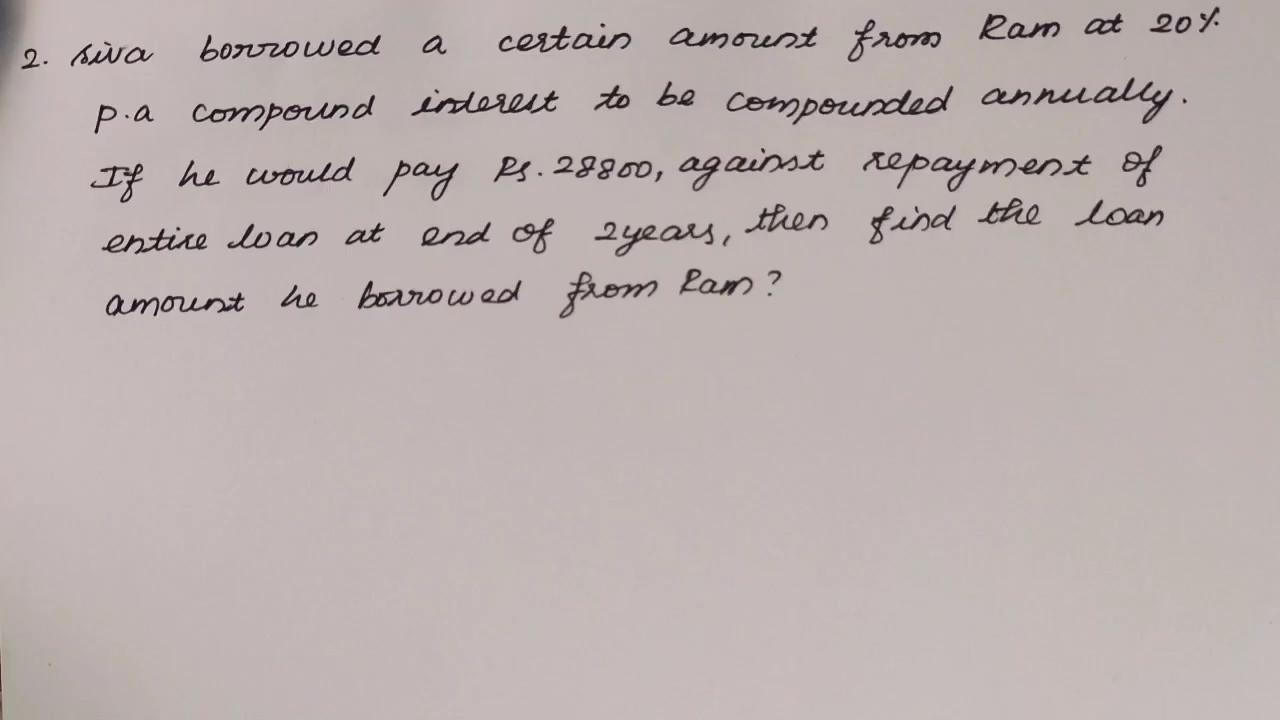 2. Siva borrowed a certain amount from Ram at 20%
p.a compound interest to be compounded annually.
If he would pay Rs. 28800, against repayment of
entire loan at end of 2years, then find the loan
amount he borrowed from Ram?